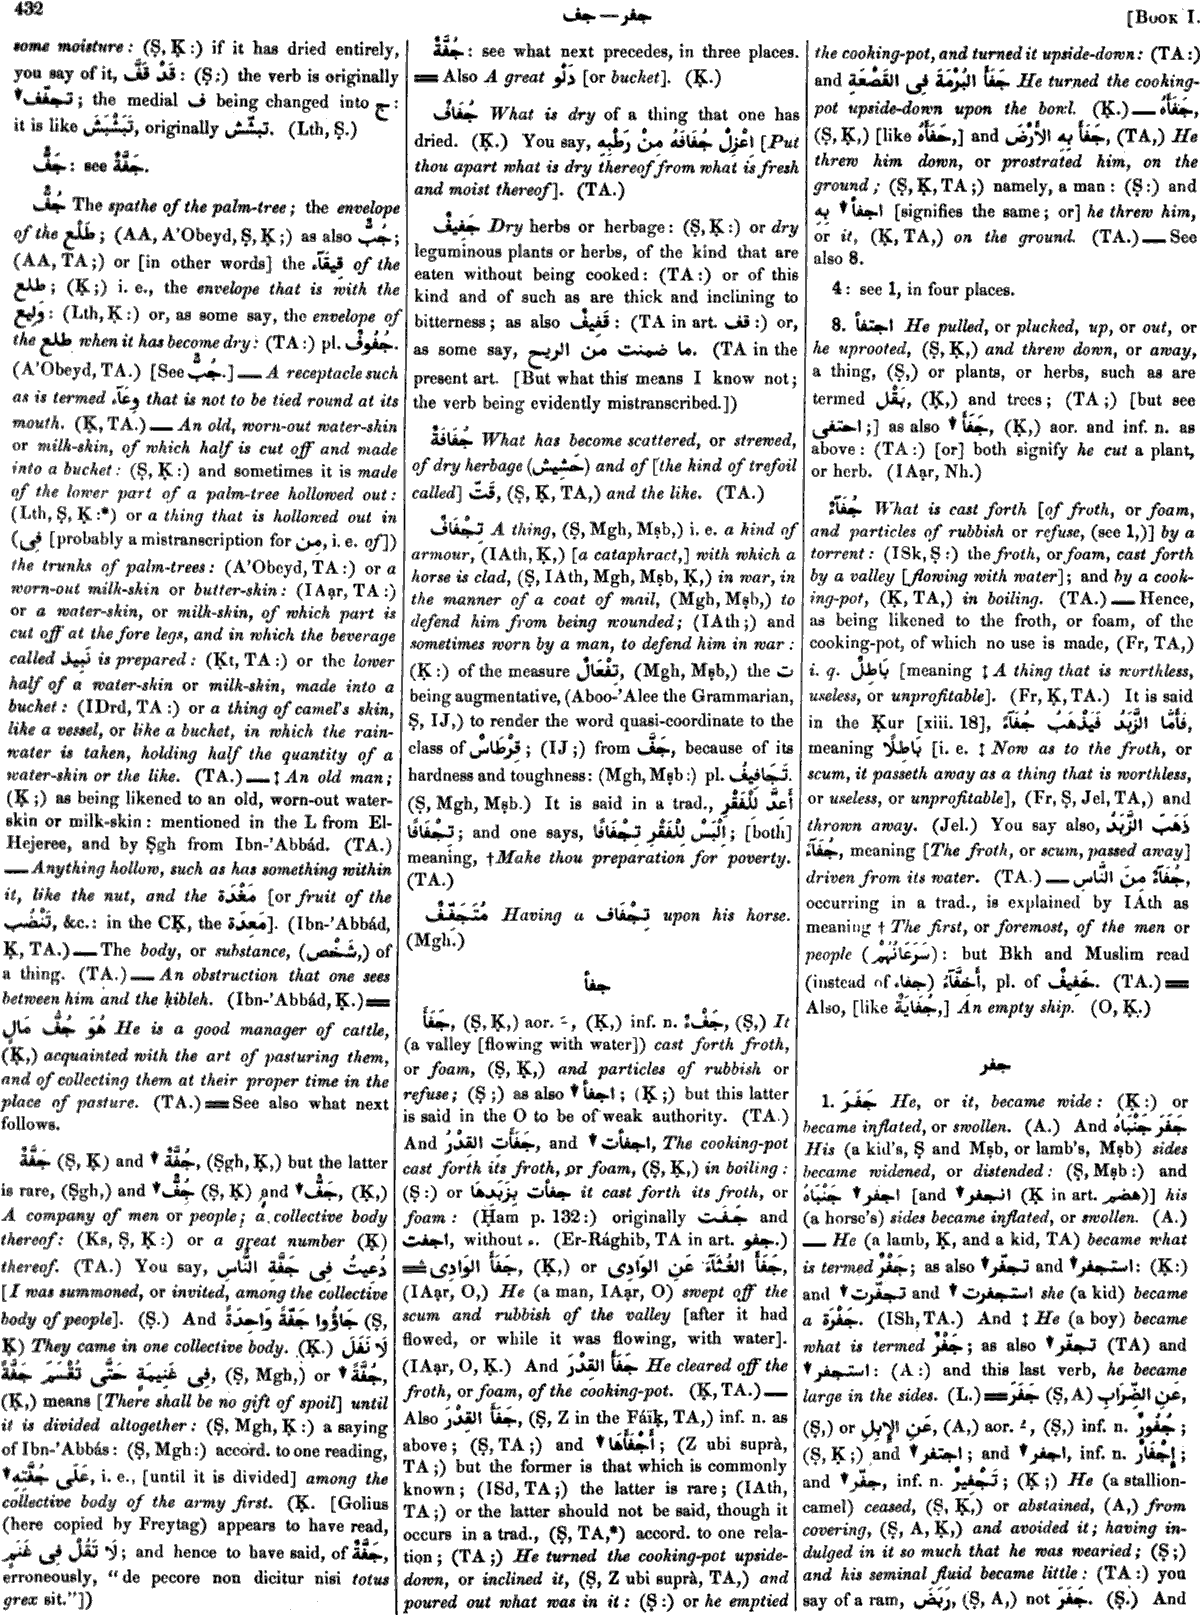 432
جفر — جف
[Book I.
some moisture : (Ṣ, Ḳ :) if it has dried entirely,
you say of it, قَدْ قَفَّ : (Ṣ :) the verb is originally
تجفّف ; the medial ف being changed into ج :
it is like تَبَشْبَشَ, originally تبشّش. (Lth, Ṣ.)
جَفٌّ : see جَفَّةٌ.
جُفٌّ The spathe of the palm-tree ; the envelope
of the طَلْع ; (AA, A'Obeyd, Ṣ, Ḳ ;) as also جُبٌّ ;
(AA, TA ;) or [in other words] the قِيقَآء of the
طلع ; (Ḳ ;) i. e., the envelope that is with the
وَلِيع : (Lth, Ḳ :) or, as some say, the envelope of
the طلع when it has become dry : (TA :) pl. جُفُوفٌ.
(A'Obeyd, TA.) [See جُبٌّ.] — A receptacle such
as is termed وِعَآء that is not to be tied round at its
mouth. (Ḳ, TA.) — An old, worn-out water-skin
or milk-skin, of which half is cut off and made
into a bucket : (Ṣ, Ḳ :) and sometimes it is made
of the lower part of a palm-tree hollowed out :
(Lth, Ṣ, Ḳ :*) or a thing that is hollowed out in
(فِى [probably a mistranscription for مِن, i. e. of])
the trunks of palm-trees : (A'Obeyd, TA :) or a
worn-out milk-skin or butter-skin : (IAạr, TA :)
or a water-skin, or milk-skin, of which part is
cut off at the fore legs, and in which the beverage
called نَبِيذ is prepared : (Ḳt, TA :) or the lower
half of a water-skin or milk-skin, made into a
bucket : (IDrd, TA :) or a thing of camel's skin,
like a vessel, or like a bucket, in which the rain-
water is taken, holding half the quantity of a
water-skin or the like. (TA.) — ‡ An old man ;
(Ḳ ;) as being likened to an old, worn-out water-
skin or milk-skin : mentioned in the L from El-
Hejeree, and by Ṣgh from Ibn-'Abbád. (TA.)
— Anything hollow, such as has something within
it, like the nut, and the مَغْدَة [or fruit of the
تَنْضُب, &c. : in the CḲ, the مَعِدَة]. (Ibn-'Abbád,
Ḳ, TA.) — The body, or substance, (شَخْص,) of
a thing. (TA.) — An obstruction that one sees
between him and the ḳibleh. (Ibn-'Abbád, Ḳ.) ═
هُوَ جُفُّ مَالٍ He is a good manager of cattle,
(Ḳ,) acquainted with the art of pasturing them,
and of collecting them at their proper time in the
place of pasture. (TA.) ═ See also what next
follows.
جَفَّةٌ (Ṣ, Ḳ) and جُفَّةٌ, (Ṣgh, Ḳ,) but the latter
is rare, (Ṣgh,) and جُفٌّ (Ṣ, Ḳ) and جَفٌّ, (Ḳ,)
A company of men or people ; a collective body
thereof : (Ks, Ṣ, Ḳ :) or a great number (Ḳ)
thereof. (TA.) You say, دُعِيتُ فِى جَفَّةِ النَّاسِ
[I was summoned, or invited, among the collective
body of people]. (Ṣ.) And جَاؤُوا جَفَّةً وَاحِدَةً (Ṣ,
Ḳ) They came in one collective body. (Ḳ.) لَا نَفَلَ
فِى غَنِيمَةٍ حَتَّى تُقْسَمَ جَفَّةً, (Ṣ, Mgh,) or جُفَّةً,
(Ḳ,) means [There shall be no gift of spoil] until
it is divided altogether : (Ṣ, Mgh, Ḳ :) a saying
of Ibn-'Abbás : (Ṣ, Mgh :) accord. to one reading,
عَلَى جُفَّتِهِ, i. e., [until it is divided] among the
collective body of the army first. (Ḳ. [Golius
(here copied by Freytag) appears to have read,
لَا تَقُلْ فِى غَنَمٍ جَفَّةٌ ; and hence to have said, of جَفَّةٌ,
erroneously, "de pecore non dicitur nisi totus
grex sit."])
جُفَّةٌ : see what next precedes, in three places.
═ Also A great دَلْو [or bucket]. (Ḳ.)
جُفَافٌ What is dry of a thing that one has
dried. (Ḳ.) You say, اِعْزِلْ جُفَافَهُ مِنْ رَطْبِهِ [Put
thou apart what is dry thereof from what is fresh
and moist thereof]. (TA.)
جَفِيفٌ Dry herbs or herbage : (Ṣ, Ḳ :) or dry
leguminous plants or herbs, of the kind that are
eaten without being cooked : (TA :) or of this
kind and of such as are thick and inclining to
bitterness ; as also قَفِيفٌ : (TA in art. قف :) or,
as some say, ما ضمنت من الريح. (TA in the
present art. [But what this means I know not ;
the verb being evidently mistranscribed.])
جُفَافَةٌ What has become scattered, or strewed,
of dry herbage (حَشِيش) and of [the kind of trefoil
called] قَتّ, (Ṣ, Ḳ, TA,) and the like. (TA.)
تِجْفَافٌ A thing, (Ṣ, Mgh, Mṣb,) i. e. a kind of
armour, (IAth, Ḳ,) [a cataphract,] with which a
horse is clad, (Ṣ, IAth, Mgh, Mṣb, Ḳ,) in war, in
the manner of a coat of mail, (Mgh, Mṣb,) to
defend him from being wounded ; (IAth ;) and
sometimes worn by a man, to defend him in war :
(Ḳ :) of the measure تِفْعَالٌ, (Mgh, Mṣb,) the ت
being augmentative, (Aboo-'Alee the Grammarian,
Ṣ, IJ,) to render the word quasi-coordinate to the
class of قِرْطَاسٌ ; (IJ ;) from جَفَّ, because of its
hardness and toughness : (Mgh, Mṣb :) pl. تَجَافِيفُ.
(Ṣ, Mgh, Mṣb.) It is said in a trad., أَعِدَّ لِلْفَقْرِ
تِجْفَافًا ; and one says, اِلْبَسْ لِلْفَقْرِ تِجْفَافًا ; [both]
meaning, † Make thou preparation for poverty.
(TA.)
مُتَجَفِّفٌ Having a تِجْفَاف upon his horse.
(Mgh.)
جفأ
جَفَأَ, (Ṣ, Ḳ,) aor. ـَ, (Ḳ,) inf. n. جَفْءٌ, (Ṣ,) It
(a valley [flowing with water]) cast forth froth,
or foam, (Ṣ, Ḳ,) and particles of rubbish or
refuse ; (Ṣ ;) as also اجفأ ; (Ḳ ;) but this latter
is said in the O to be of weak authority. (TA.)
And جَفَأَتِ القِدْرُ, and اجفأت, The cooking-pot
cast forth its froth, or foam, (Ṣ, Ḳ,) in boiling :
(Ṣ :) or جفأت بِزَبَدِهَا it cast forth its froth, or
foam : (Ḥam p. 132 :) originally جَفَت and
اجفت, without ء. (Er-Rághib, TA in art. جفو.)
═ جَفَأَ الوَادِى, (Ḳ,) or جَفَأَ الغُثَآءَ عَنِ الوَادِى,
(IAạr, O,) He (a man, IAạr, O) swept off the
scum and rubbish of the valley [after it had
flowed, or while it was flowing, with water].
(IAạr, O, Ḳ.) And جَفَأَ القِدْرَ He cleared off the
froth, or foam, of the cooking-pot. (Ḳ, TA.) —
Also جَفَأَ القِدْرَ, (Ṣ, Z in the Fáïḳ, TA,) inf. n. as
above ; (Ṣ, TA ;) and أَجْفَأَهَا ; (Z ubi suprà,
TA ;) but the former is that which is commonly
known ; (ISd, TA ;) the latter is rare ; (IAth,
TA ;) or the latter should not be said, though it
occurs in a trad., (Ṣ, TA,*) accord. to one rela-
tion ; (TA ;) He turned the cooking-pot upside-
down, or inclined it, (Ṣ, Z ubi suprà, TA,) and
poured out what was in it : (Ṣ :) or he emptied
the cooking-pot, and turned it upside-down : (TA :)
and جَفَأَ البُرْمَةَ فِى القَصْعَةِ He turned the cooking-
pot upside-down upon the bowl. (Ḳ.) — جَفَأَهُ,
(Ṣ, Ḳ,) [like حَفَأَهُ,] and جَفَأَ بِهِ الأَرْضَ, (TA,) He
threw him down, or prostrated him, on the
ground ; (Ṣ, Ḳ, TA ;) namely, a man : (Ṣ :) and
اجفأ بِهِ [signifies the same ; or] he threw him,
or it, (Ḳ, TA,) on the ground. (TA.) — See
also 8.
4 : see 1, in four places.
8. اجتفأ He pulled, or plucked, up, or out, or
he uprooted, (Ṣ, Ḳ,) and threw down, or away,
a thing, (Ṣ,) or plants, or herbs, such as are
termed بَقْل, (Ḳ,) and trees ; (TA ;) [but see
احتفى ;] as also جَفَأَ, (Ḳ,) aor. and inf. n. as
above : (TA :) [or] both signify he cut a plant,
or herb. (IAạr, Nh.)
جُفَآءٌ What is cast forth [of froth, or foam,
and particles of rubbish or refuse, (see 1,)] by a
torrent : (ISk, Ṣ :) the froth, or foam, cast forth
by a valley [flowing with water] ; and by a cook-
ing-pot, (Ḳ, TA,) in boiling. (TA.) — Hence,
as being likened to the froth, or foam, of the
cooking-pot, of which no use is made, (Fr, TA,)
i. q. بَاطِلٌ [meaning ‡ A thing that is worthless,
useless, or unprofitable]. (Fr, Ḳ, TA.) It is said
in the Ḳur [xiii. 18], فَأَمَّا الزَّبَدُ فَيَذْهَبُ جُفَآءً,
meaning بَاطِلًا [i. e. ‡ Now as to the froth, or
scum, it passeth away as a thing that is worthless,
or useless, or unprofitable], (Fr, Ṣ, Jel, TA,) and
thrown away. (Jel.) You say also, ذَهَبَ الزَّبَدُ
جُفَآءً, meaning [The froth, or scum, passed away]
driven from its water. (TA.) — جُفَآءٌ مِنَ النَّاسِ,
occurring in a trad., is explained by IAth as
meaning † The first, or foremost, of the men or
people (سَرَعَانُهُمْ) : but Bkh and Muslim read
(instead of جفاء) أَخِفَّآءُ, pl. of خَفِيفٌ. (TA.) ═
Also, [like جُفَايَةٌ,] An empty ship. (O, Ḳ.)
جفر
1. جَفَرَ He, or it, became wide : (Ḳ :) or
became inflated, or swollen. (A.) And جَفَرَ جَنْبَاهُ
His (a kid's, Ṣ and Mṣb, or lamb's, Mṣb) sides
became widened, or distended : (Ṣ, Mṣb :) and
اجفر جَنْبَاهُ [and انجفر (Ḳ in art. هضم)] his
(a horse's) sides became inflated, or swollen. (A.)
— He (a lamb, Ḳ, and a kid, TA) became what
is termed جَفْرٌ ; as also تجفّر and استجفر : (Ḳ :)
and تجفّرت and استجفرت she (a kid) became
a جَفْرَة. (ISh, TA.) And ‡ He (a boy) became
what is termed جَفْرٌ ; as also تجفّر (TA) and
استجفر : (A :) and this last verb, he became
large in the sides. (L.) ═ جَفَرَ (Ṣ, A) عَنِ الضِّرَابِ,
(Ṣ,) or عَنِ الإِبِلِ, (A,) aor. ـُ, (Ṣ,) inf. n. جُفُورٌ ;
(Ṣ, Ḳ ;) and اجتفر ; and اجفر, inf. n. إِجْفَارٌ ;
and جفّر, inf. n. تَجْفِيرٌ ; (Ḳ ;) He (a stallion-
camel) ceased, (Ṣ, Ḳ,) or abstained, (A,) from
covering, (Ṣ, A, Ḳ,) and avoided it ; having in-
dulged in it so much that he was wearied ; (Ṣ ;)
and his seminal fluid became little : (TA :) you
say of a ram, رَبَضَ, (Ṣ, A,) not جَفَرَ. (Ṣ.) And